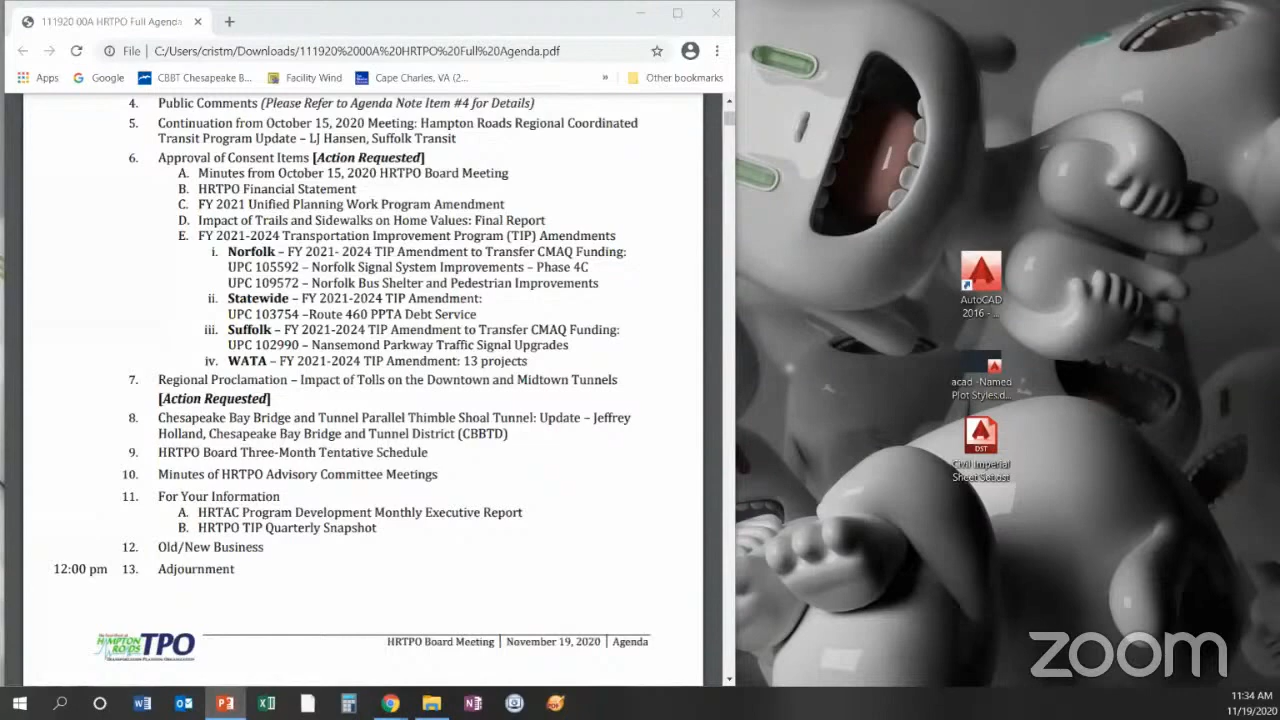 111920 00A HRTPO Full Agenda
File
C:/Users/cristm/Downloads/111920%2000A%20HRTPO%20Full%20Agenda.pdf
Apps
Google
CBBT Chesapeake B...
Facility Wind
Cape Charles, VA (2...
»
Other bookmarks
4. Public Comments (Please Refer to Agenda Note Item #4 for Details)
5. Continuation from October 15, 2020 Meeting: Hampton Roads Regional Coordinated
Transit Program Update – LJ Hansen, Suffolk Transit
6. Approval of Consent Items [Action Requested]
A. Minutes from October 15, 2020 HRTPO Board Meeting
B. HRTPO Financial Statement
C. FY 2021 Unified Planning Work Program Amendment
D. Impact of Trails and Sidewalks on Home Values: Final Report
E. FY 2021-2024 Transportation Improvement Program (TIP) Amendments
i. Norfolk – FY 2021- 2024 TIP Amendment to Transfer CMAQ Funding:
UPC 105592 – Norfolk Signal System Improvements – Phase 4C
UPC 109572 – Norfolk Bus Shelter and Pedestrian Improvements
ii. Statewide – FY 2021-2024 TIP Amendment:
UPC 103754 –Route 460 PPTA Debt Service
iii. Suffolk – FY 2021-2024 TIP Amendment to Transfer CMAQ Funding:
UPC 102990 – Nansemond Parkway Traffic Signal Upgrades
iv. WATA – FY 2021-2024 TIP Amendment: 13 projects
7. Regional Proclamation – Impact of Tolls on the Downtown and Midtown Tunnels
[Action Requested]
8. Chesapeake Bay Bridge and Tunnel Parallel Thimble Shoal Tunnel: Update – Jeffrey
Holland, Chesapeake Bay Bridge and Tunnel District (CBBTD)
9. HRTPO Board Three-Month Tentative Schedule
10. Minutes of HRTPO Advisory Committee Meetings
11. For Your Information
A. HRTAC Program Development Monthly Executive Report
B. HRTPO TIP Quarterly Snapshot
12. Old/New Business
12:00 pm 13. Adjournment
HAMPTON ROADS TPO
TRANSPORTATION PLANNING ORGANIZATION
HRTPO Board Meeting | November 19, 2020 | Agenda
AutoCAD
2016 - ...
acad -Named
Plot Styles.d...
DST
Civil Imperial
Sheet Set.dst
zoom
11:34 AM
11/19/2020